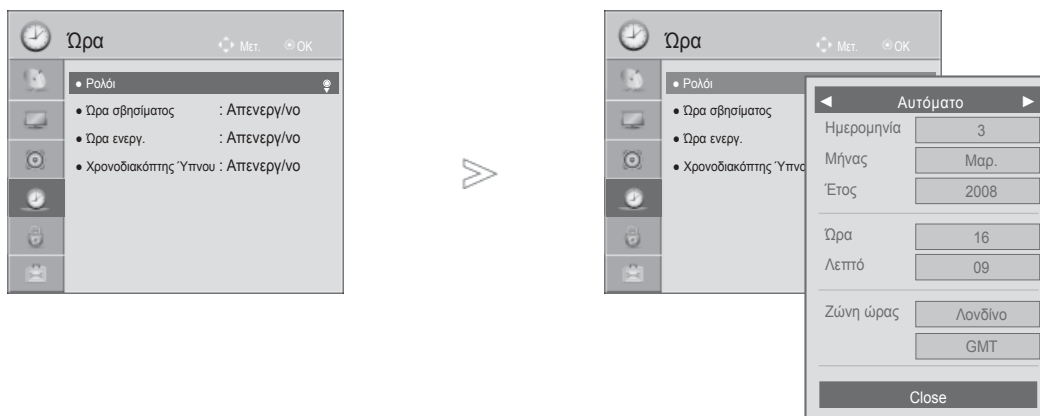 Ώρα Μετ. OK
● Ρολόι
● Ώρα σβησίματος : Απενεργ/νο
● Ώρα ενεργ. : Απενεργ/νο
● Χρονοδιακόπτης Ύπνου : Απενεργ/νο
Ώρα Μετ. OK
● Ρολόι
● Ώρα σβησίματος
● Ώρα ενεργ.
● Χρονοδιακόπτης Ύπνο
◄ Αυτόματο ►
Ημερομηνία 3
Μήνας Μαρ.
Έτος 2008
Ώρα 16
Λεπτό 09
Ζώνη ώρας Λονδίνο
GMT
Close